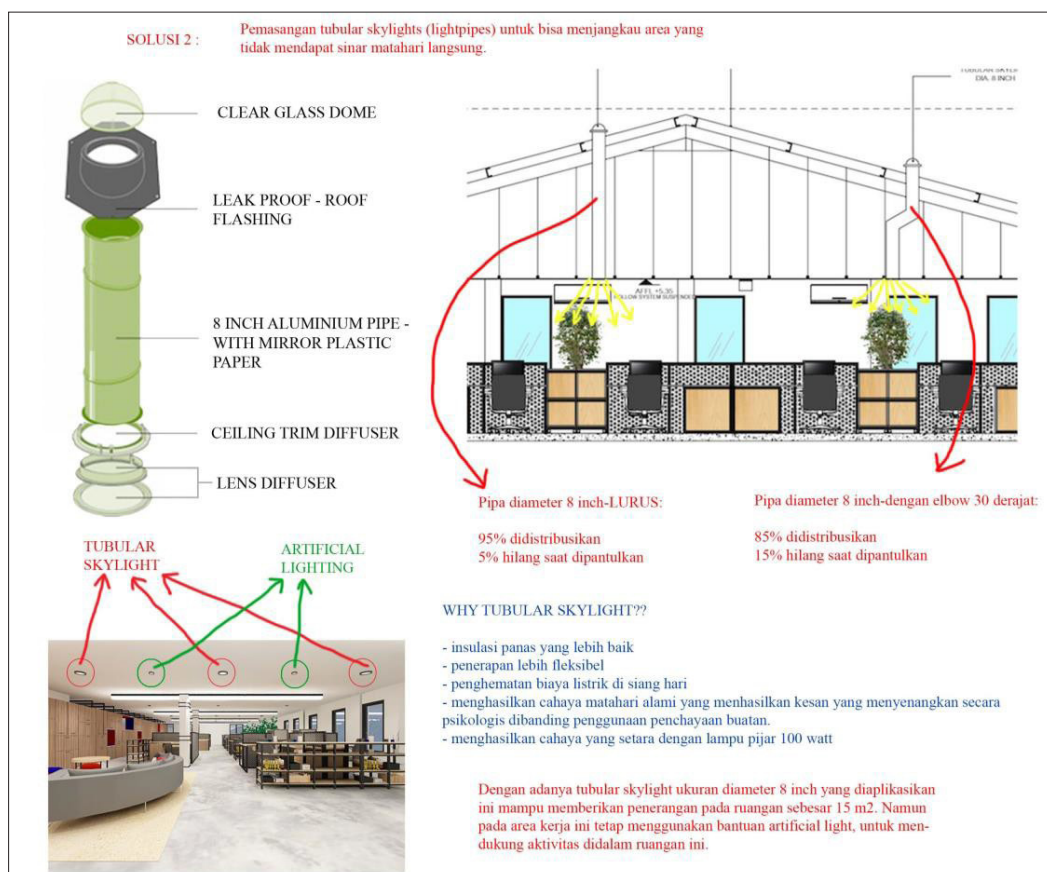 SOLUSI 2 :
Pemasangan tubular skylights (lightpipes) untuk bisa menjangkau area yang
tidak mendapat sinar matahari langsung.
CLEAR GLASS DOME
LEAK PROOF - ROOF
FLASHING
8 INCH ALUMINIUM PIPE -
WITH MIRROR PLASTIC
PAPER
CEILING TRIM DIFFUSER
LENS DIFFUSER
DIA. 8 INCH
AFFL +5.35
Pipa diameter 8 inch-LURUS:
95% didistribusikan
5% hilang saat dipantulkan
Pipa diameter 8 inch-dengan elbow 30 derajat:
85% didistribusikan
15% hilang saat dipantulkan
TUBULAR
SKYLIGHT
ARTIFICIAL
LIGHTING
WHY TUBULAR SKYLIGHT??
- insulasi panas yang lebih baik
- penerapan lebih fleksibel
- penghematan biaya listrik di siang hari
- menghasilkan cahaya matahari alami yang menhasilkan kesan yang menyenangkan secara
psikologis dibanding penggunaan penchayaan buatan.
- menghasilkan cahaya yang setara dengan lampu pijar 100 watt
Dengan adanya tubular skylight ukuran diameter 8 inch yang diaplikasikan
ini mampu memberikan penerangan pada ruangan sebesar 15 m2. Namun
pada area kerja ini tetap menggunakan bantuan artificial light, untuk men-
dukung aktivitas didalam ruangan ini.